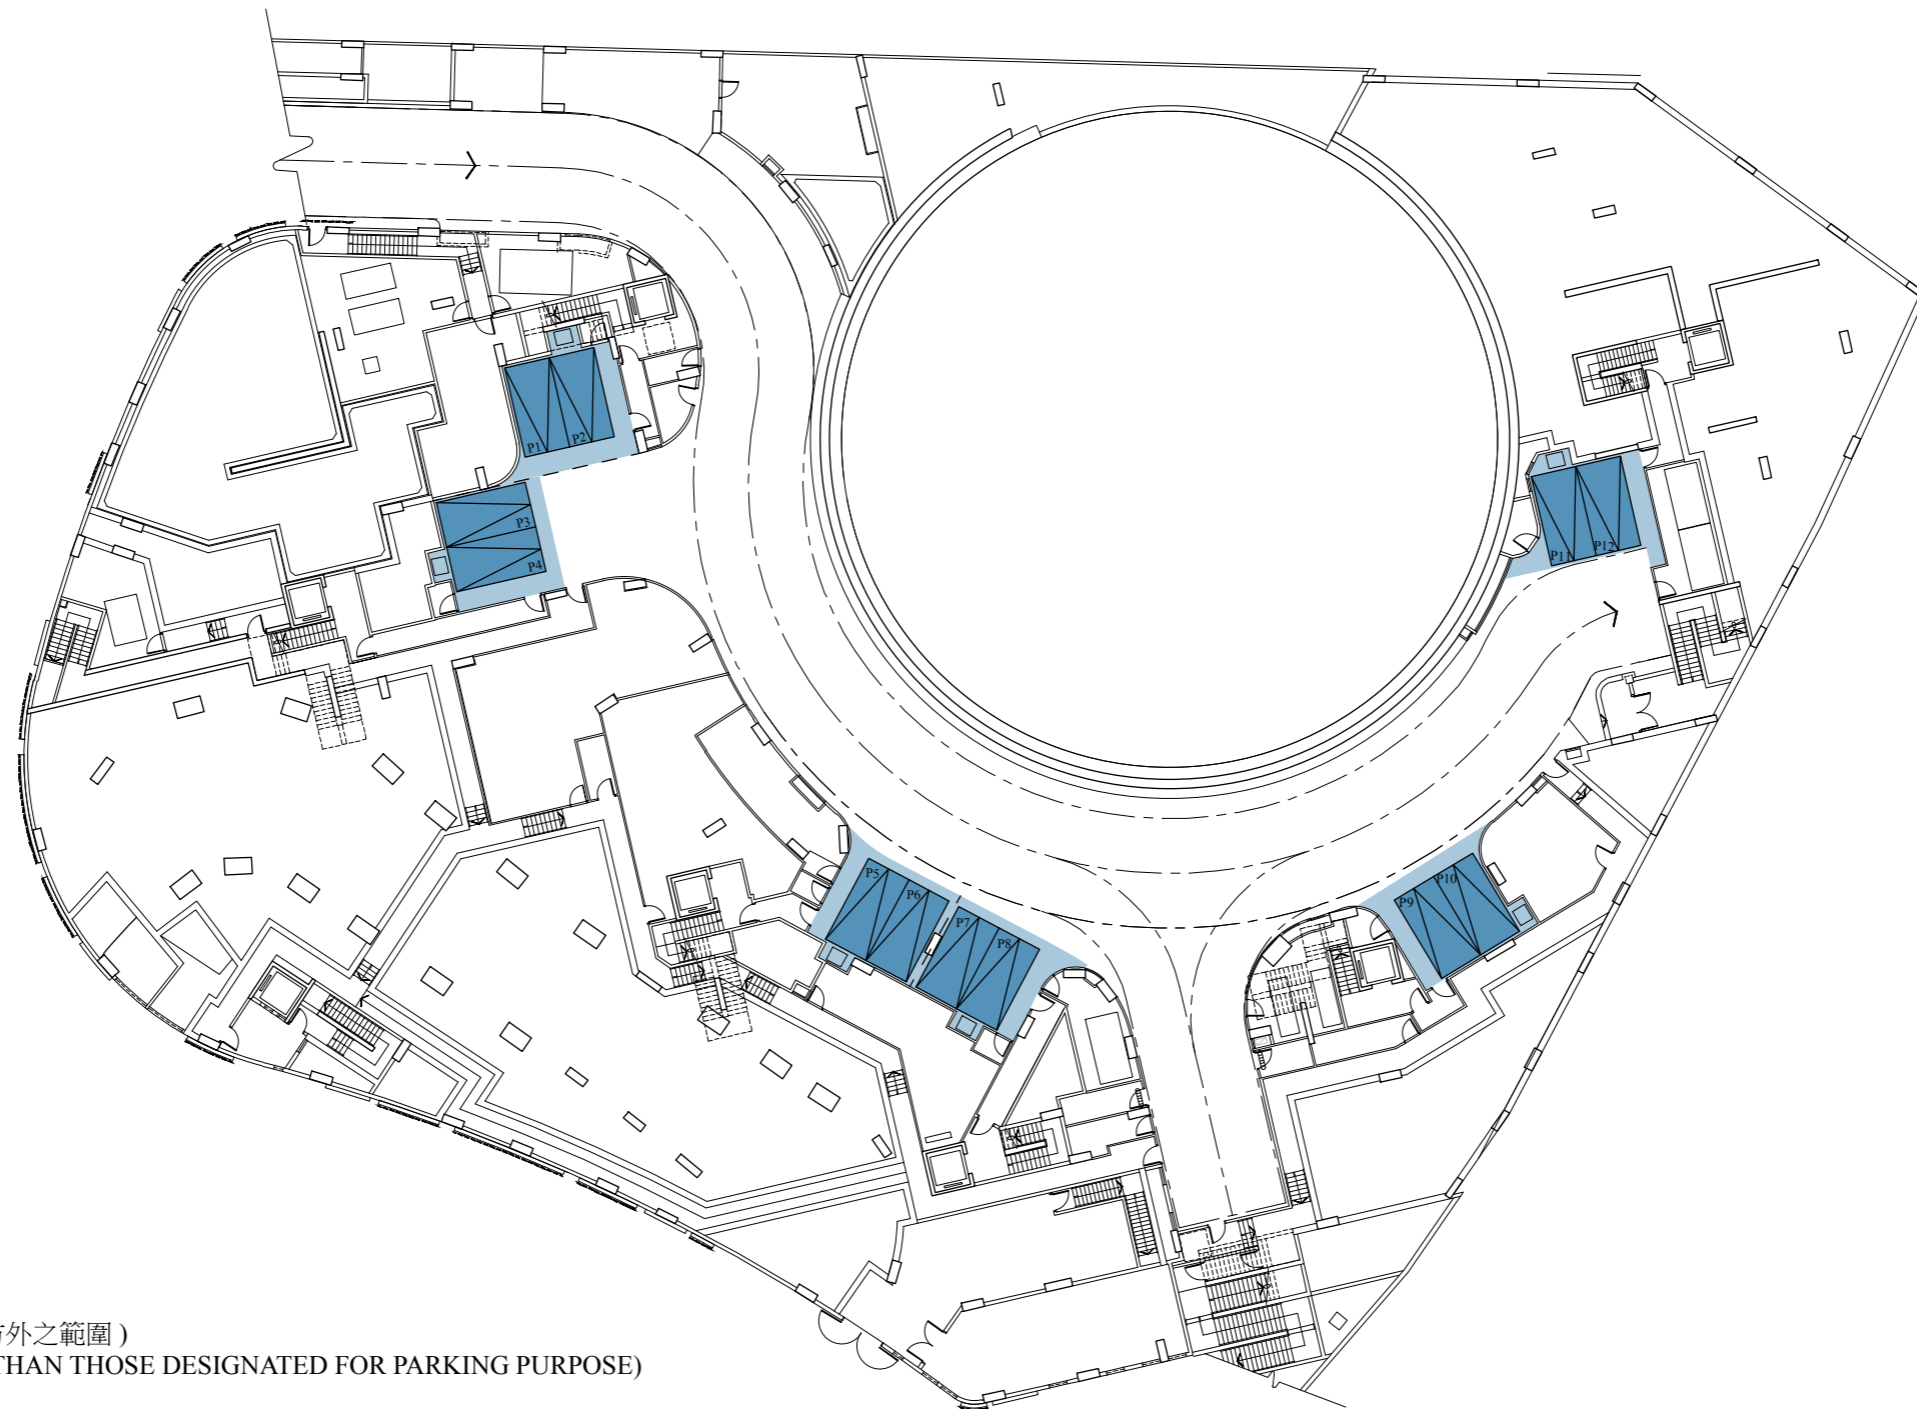 P1
P2
P3
P4
P5
P6
P7
P8
P9
P10
P11
P12
外之範圍 )
THAN THOSE DESIGNATED FOR PARKING PURPOSE)